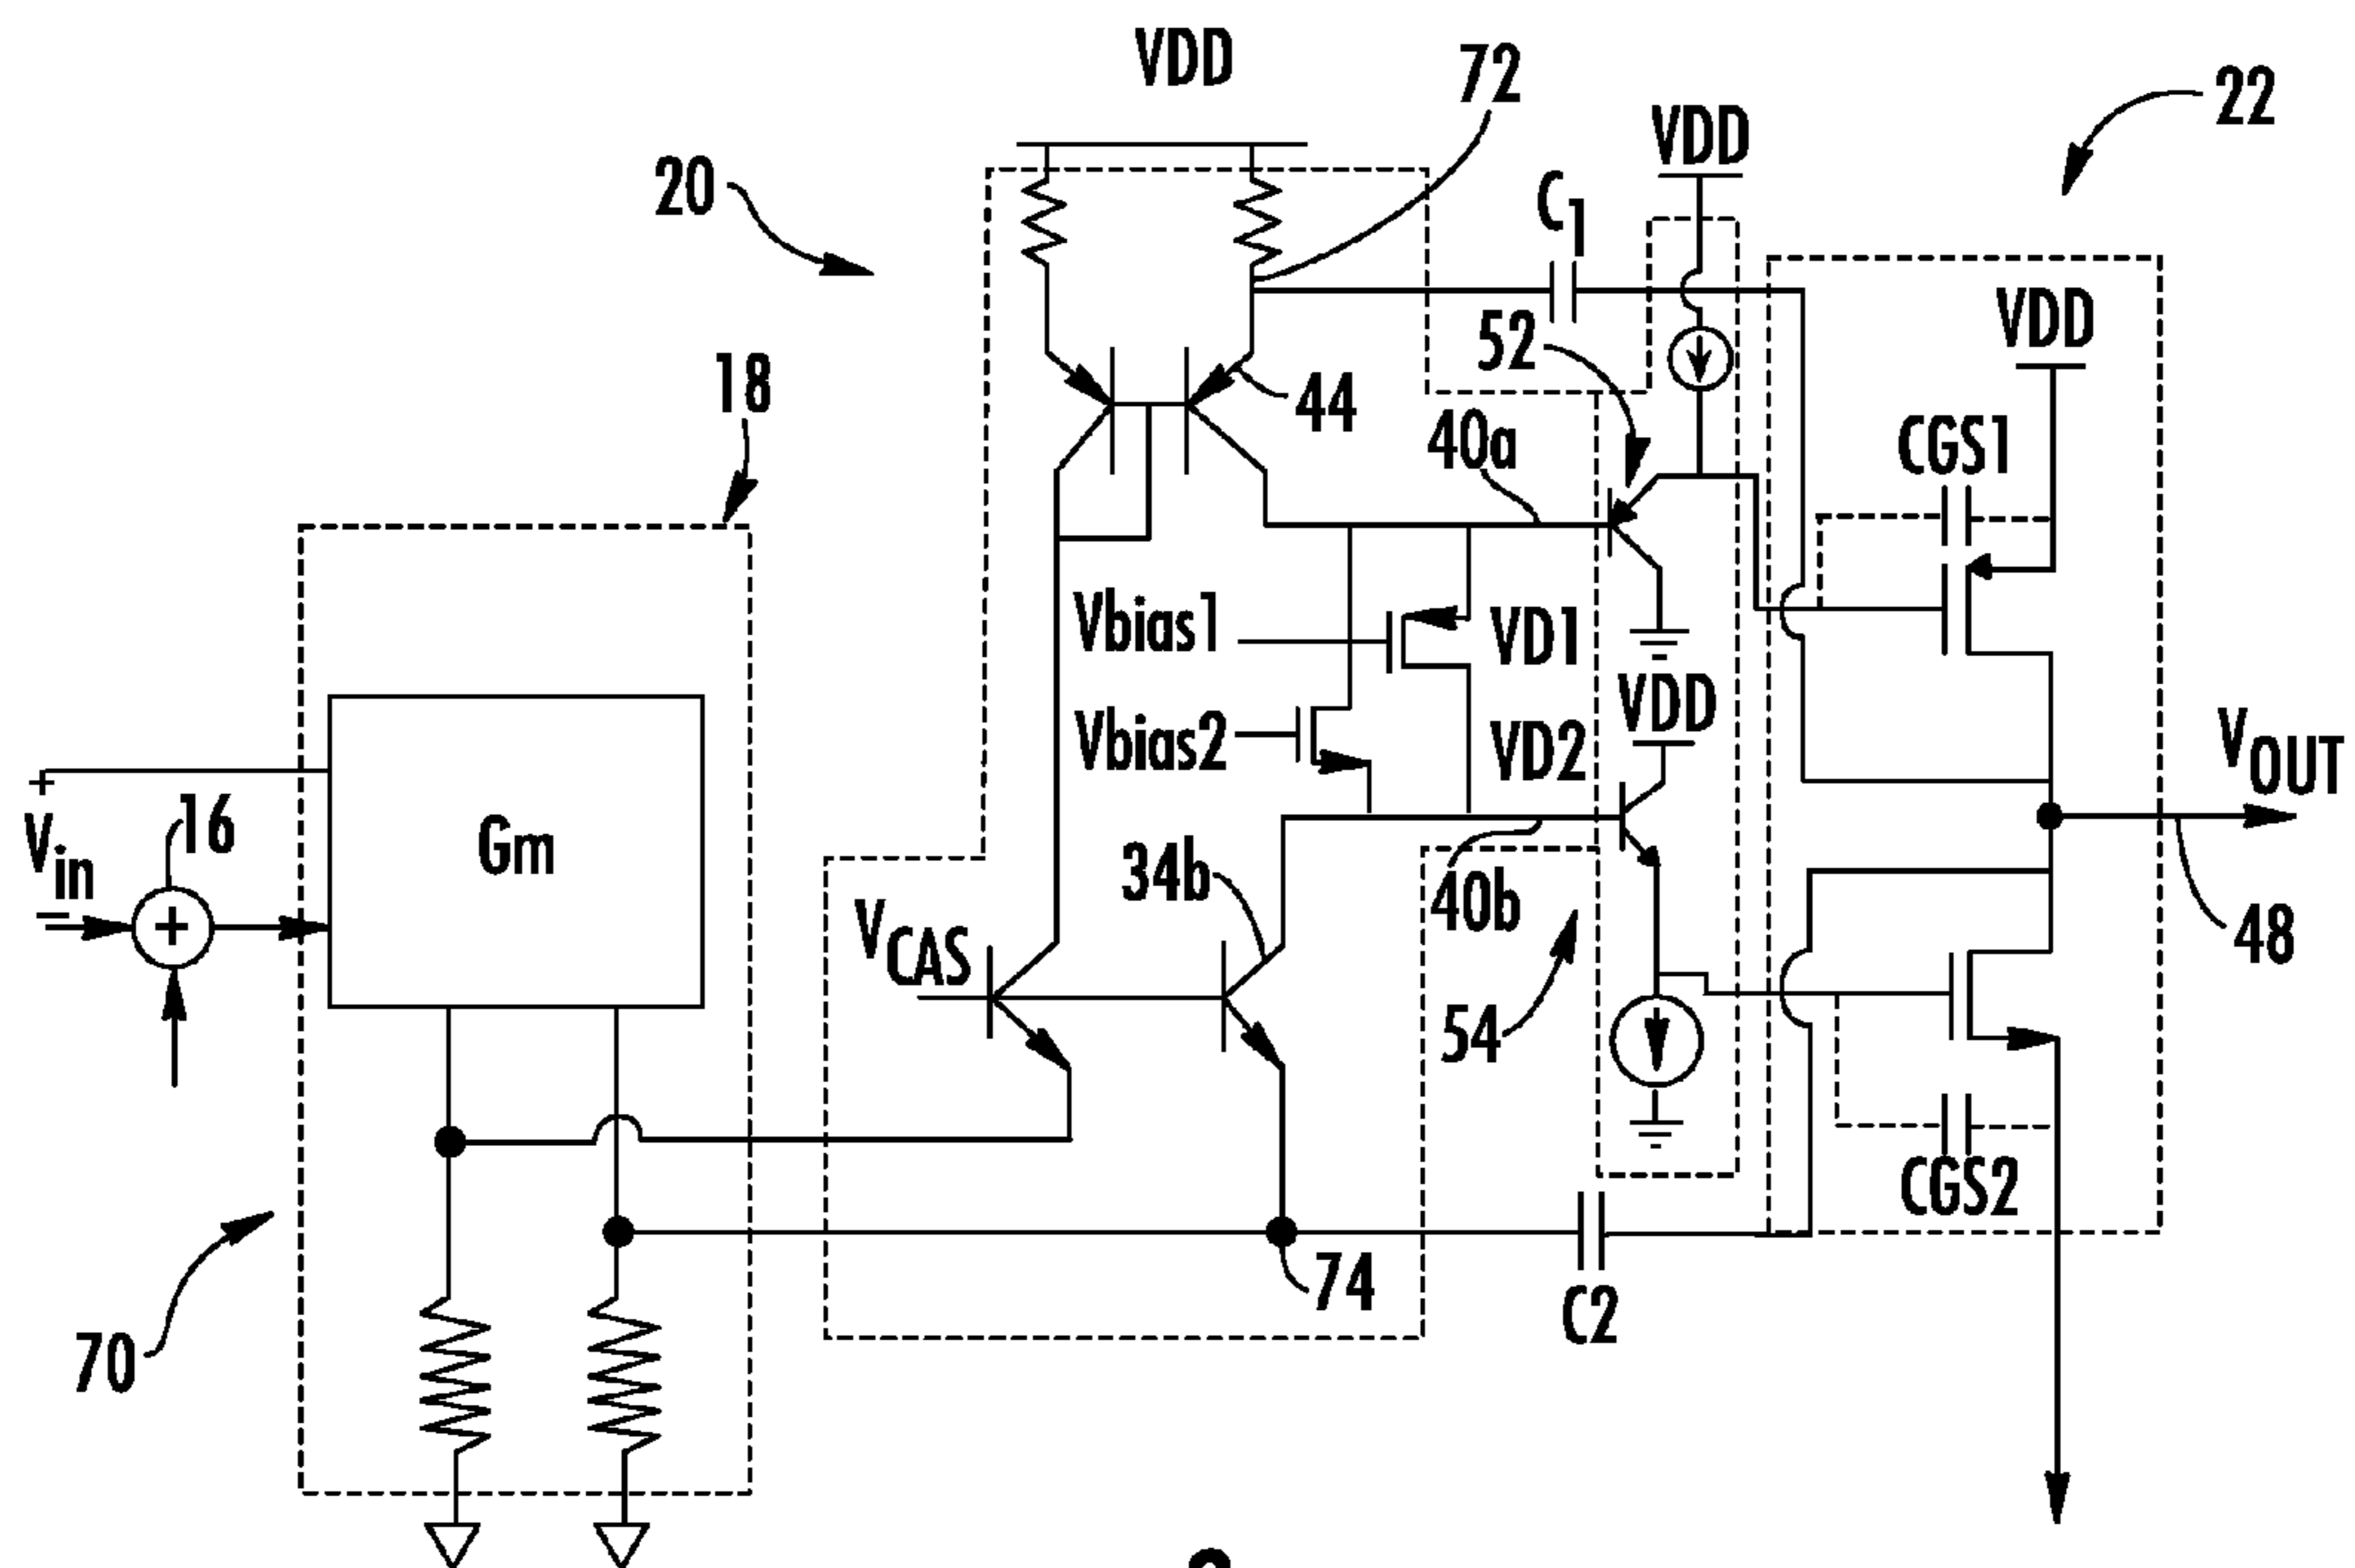 VDD
72
22
20
VDD
C1
52
VDD
18
44
40a
CGS1
Vbias1
VD1
VDD
Vbias2
VD2
VOUT
+
Vin
−
16
+
Gm
34b
40b
VCAS
48
54
CGS2
74
C2
70